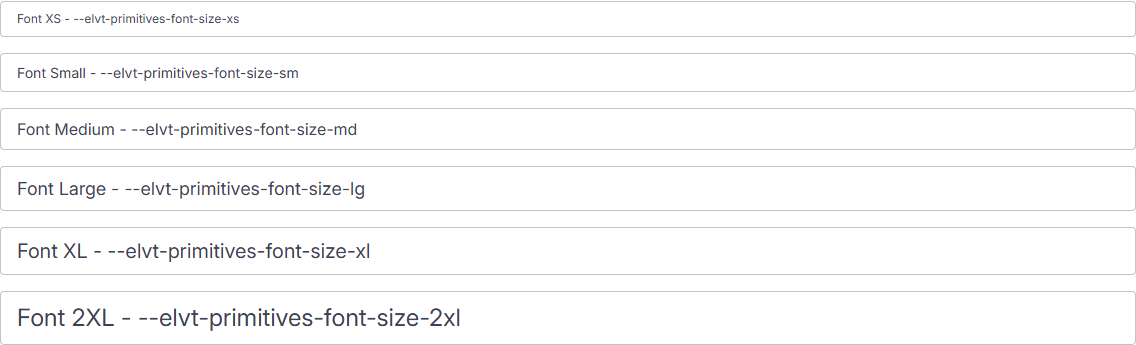 Font XS - --elvt-primitives-font-size-xs
Font Small - --elvt-primitives-font-size-sm
Font Medium - --elvt-primitives-font-size-md
Font Large - --elvt-primitives-font-size-lg
Font XL - --elvt-primitives-font-size-xl
Font 2XL - --elvt-primitives-font-size-2xl